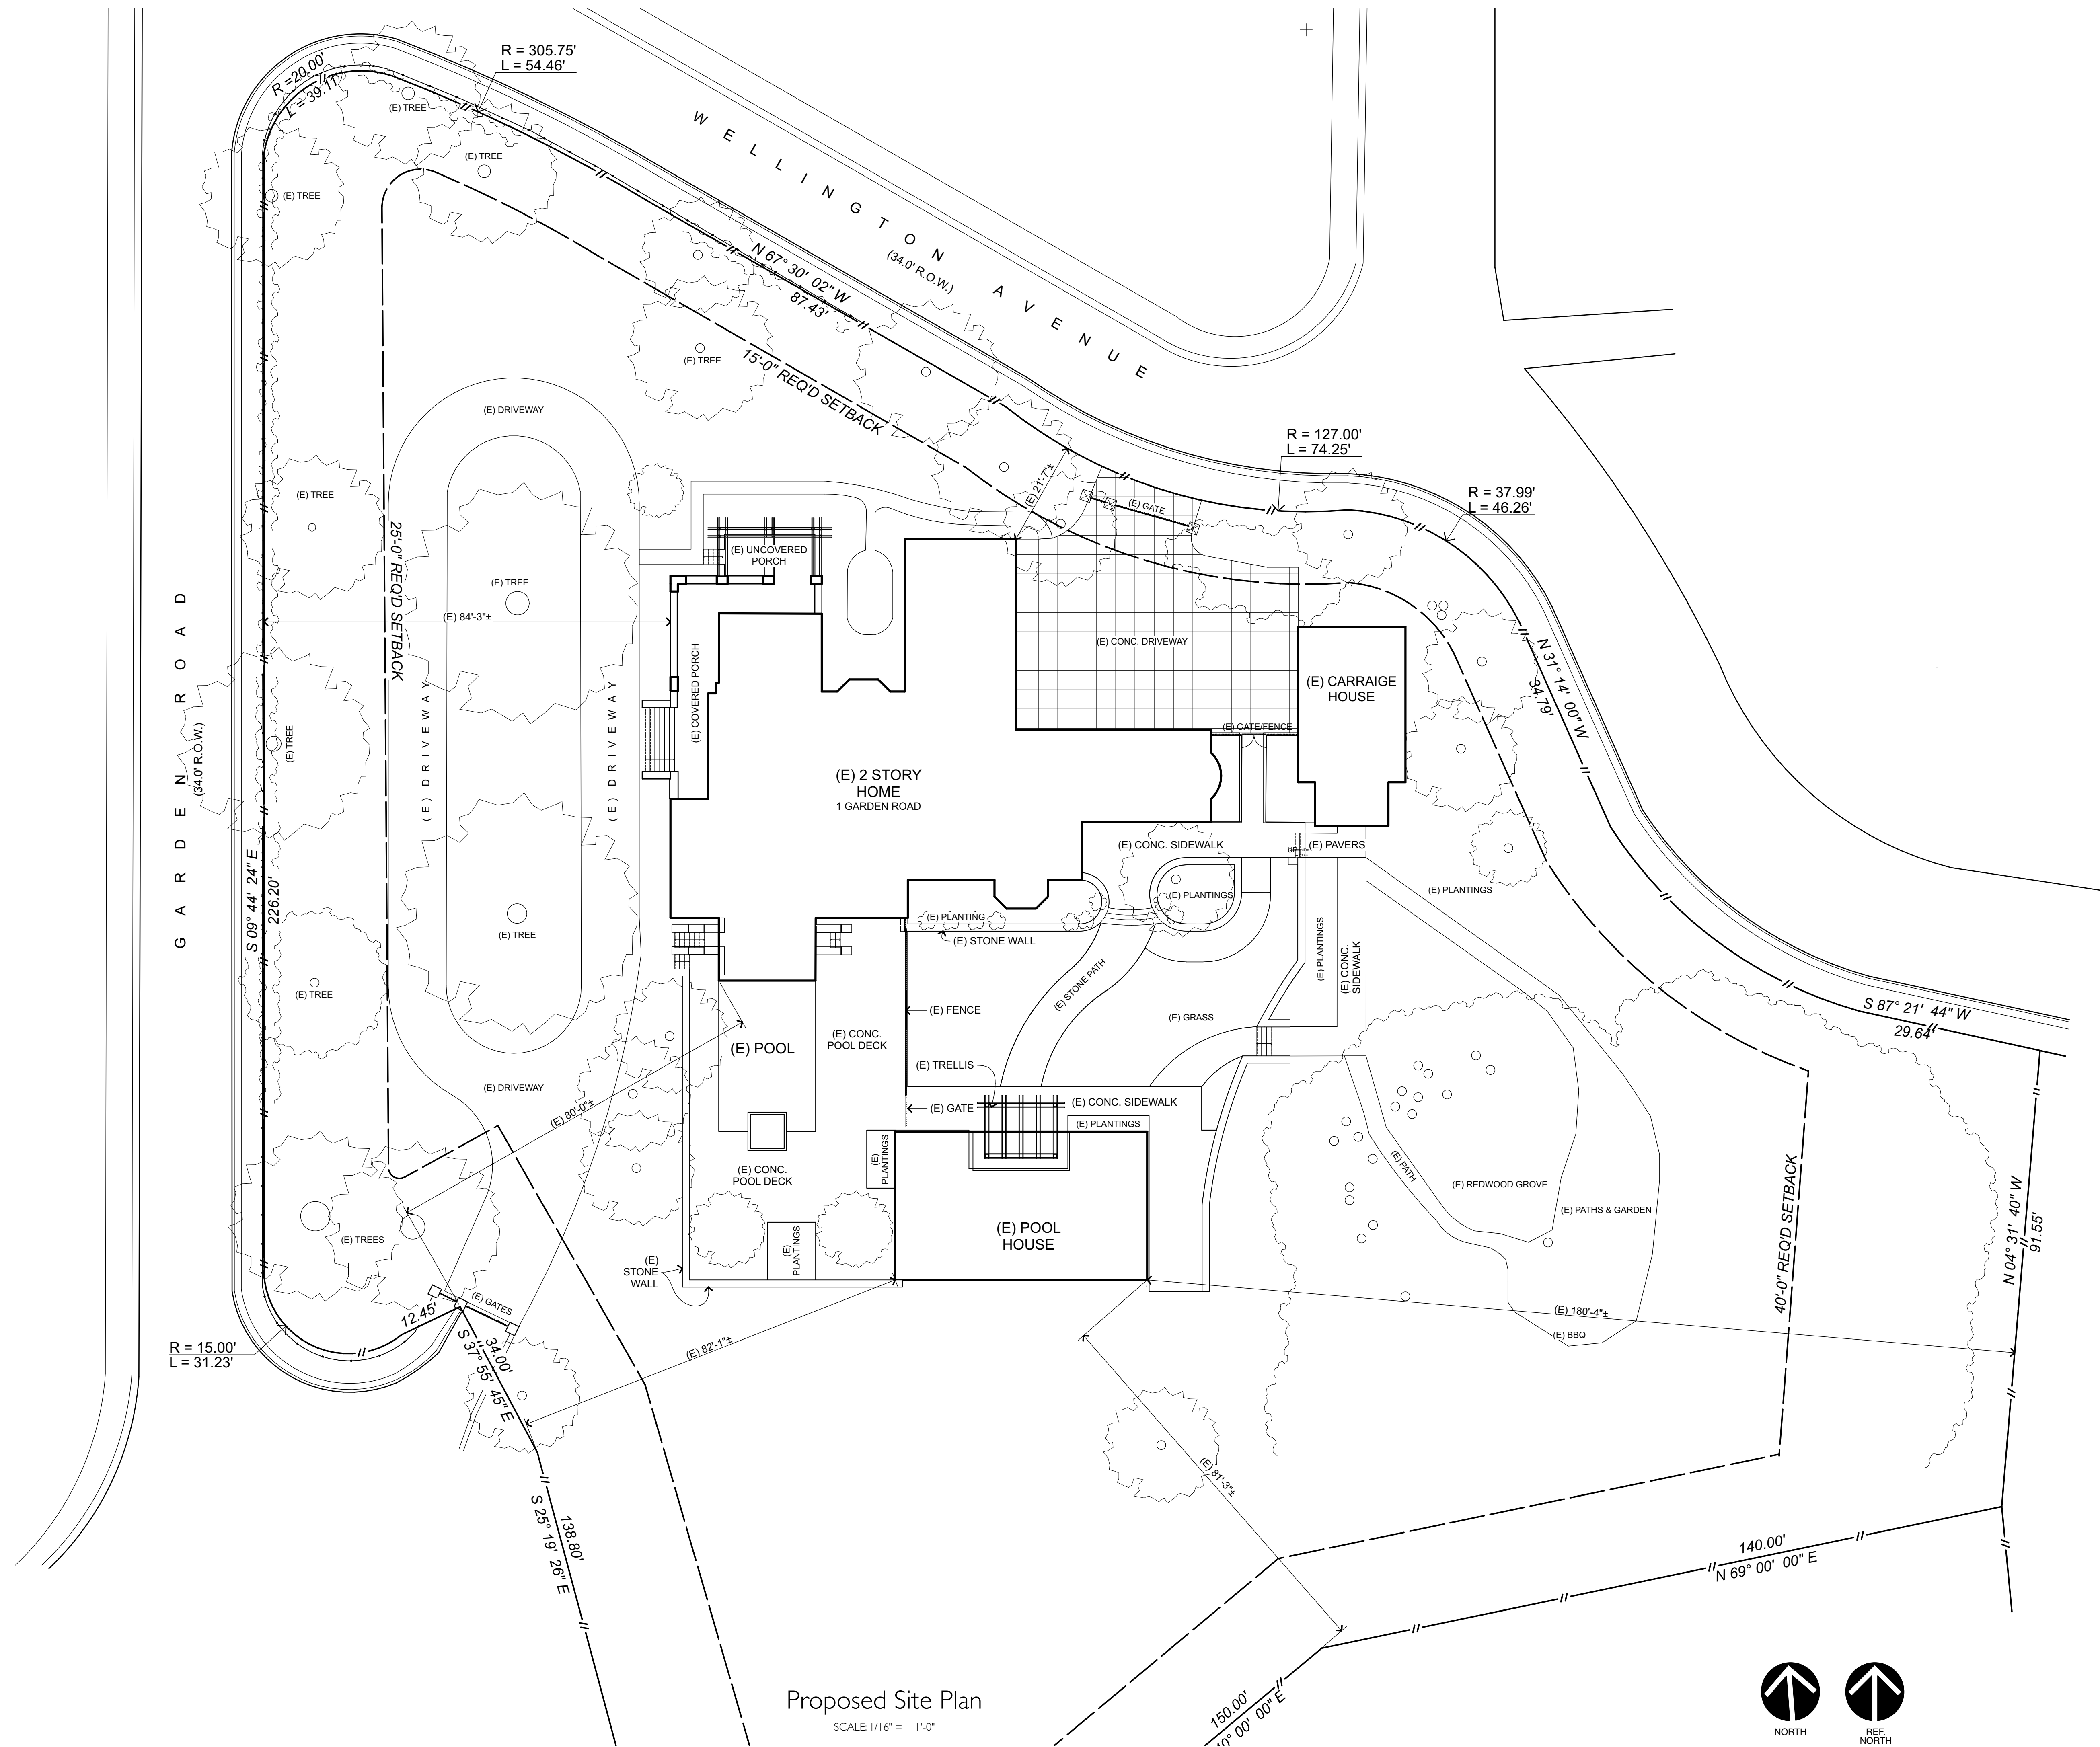 R = 305.75'
L = 54.46'
R =20.00'
L = 39.11'
(E) TREE
(E) TREE
(E) TREE
WELLINGTON AVENUE
(34.0' R.O.W.)
N 67° 30' 02" W
87.43'
15'-0" REQ'D SETBACK
(E) TREE
(E) DRIVEWAY
R = 127.00'
L = 74.25'
R = 37.99'
L = 46.26'
(E) 21'-7"±
(E) GATE
(E) TREE
25'-0" REQ'D SETBACK
(E) UNCOVERED
PORCH
(E) TREE
(E) 84'-3"±
(E) CONC. DRIVEWAY
(E) COVERED PORCH
(E) CARRAIGE
HOUSE
N 31° 14' 00" W
34.79'
GARDEN ROAD
(34.0' R.O.W.)
(E) TREE
(E) DRIVEWAY
(E) DRIVEWAY
(E) GATE/FENCE
(E) 2 STORY
HOME
1 GARDEN ROAD
S 09° 44' 24" E
226.20'
(E) CONC. SIDEWALK
UP
(E) PAVERS
(E) PLANTINGS
(E) PLANTINGS
(E) TREE
(E) PLANTING
(E) STONE WALL
(E) PLANTINGS
(E) CONC.
SIDEWALK
(E) STONE PATH
(E) TREE
(E) FENCE
(E) GRASS
S 87° 21' 44" W
29.64'
(E) CONC.
POOL DECK
(E) POOL
(E) TRELLIS
(E) DRIVEWAY
(E) 80'-0"±
(E) GATE
(E) CONC. SIDEWALK
(E) PLANTINGS
(E)
PLANTINGS
(E) CONC.
POOL DECK
(E) PATH
(E) REDWOOD GROVE
(E) PATHS & GARDEN
40'-0" REQ'D SETBACK
N 04° 31' 40" W
91.55'
(E) TREES
(E) POOL
HOUSE
(E)
PLANTINGS
(E)
STONE
WALL
(E) GATES
12.45'
R = 15.00'
L = 31.23'
34.00'
S 37° 55' 45" E
(E) 82'-1"±
(E) 180'-4"±
(E) BBQ
(E) 81'-3"±
138.80'
S 25° 19' 26" E
140.00'
N 69° 00' 00" E
150.00'
00' 00" E
Proposed Site Plan
SCALE: 1/16" = 1'-0"
NORTH
REF.
NORTH